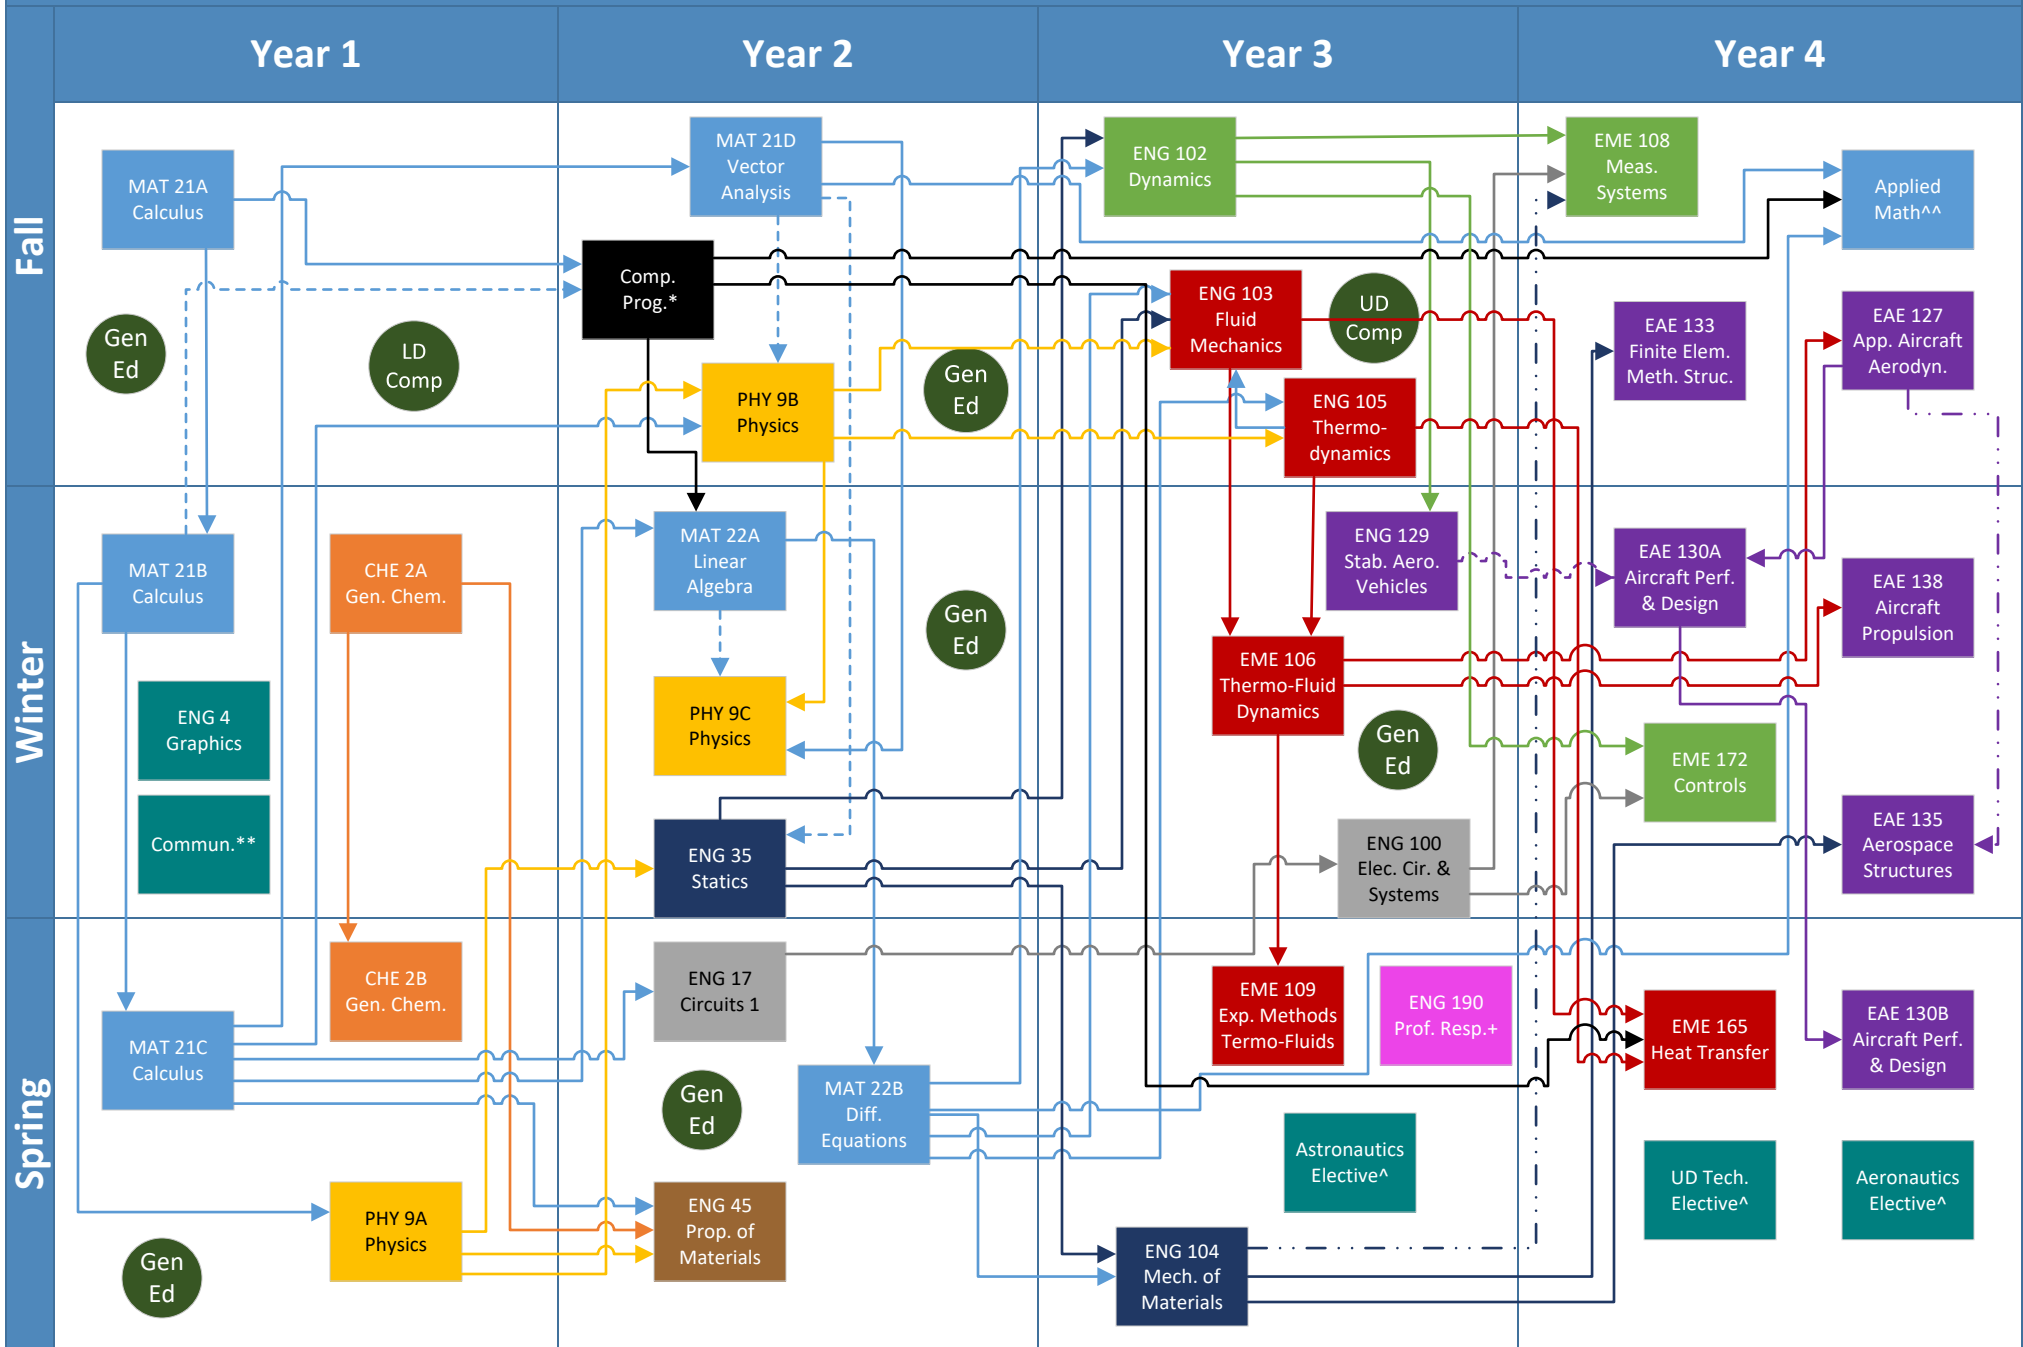 Year 1
Year 2
Year 3
Year 4
Fall
MAT 21A
Calculus
Gen
Ed
LD
Comp
MAT 21D
Vector
Analysis
Comp.
Prog.*
PHY 9B
Physics
Gen
Ed
ENG 102
Dynamics
ENG 103
Fluid
Mechanics
UD
Comp
ENG 105
Thermo-
dynamics
EME 108
Meas.
Systems
Applied
Math^^
EAE 133
Finite Elem.
Meth. Struc.
EAE 127
App. Aircraft
Aerodyn.
Winter
MAT 21B
Calculus
CHE 2A
Gen. Chem.
ENG 4
Graphics
Commun.**
MAT 22A
Linear
Algebra
Gen
Ed
PHY 9C
Physics
ENG 35
Statics
ENG 129
Stab. Aero.
Vehicles
EME 106
Thermo-Fluid
Dynamics
Gen
Ed
ENG 100
Elec. Cir. &
Systems
EAE 130A
Aircraft Perf.
& Design
EAE 138
Aircraft
Propulsion
EME 172
Controls
EAE 135
Aerospace
Structures
Spring
CHE 2B
Gen. Chem.
MAT 21C
Calculus
PHY 9A
Physics
Gen
Ed
ENG 17
Circuits 1
Gen
Ed
MAT 22B
Diff.
Equations
ENG 45
Prop. of
Materials
EME 109
Exp. Methods
Termo-Fluids
ENG 190
Prof. Resp.+
Astronautics
Elective^
ENG 104
Mech. of
Materials
EME 165
Heat Transfer
EAE 130B
Aircraft Perf.
& Design
UD Tech.
Elective^
Aeronautics
Elective^